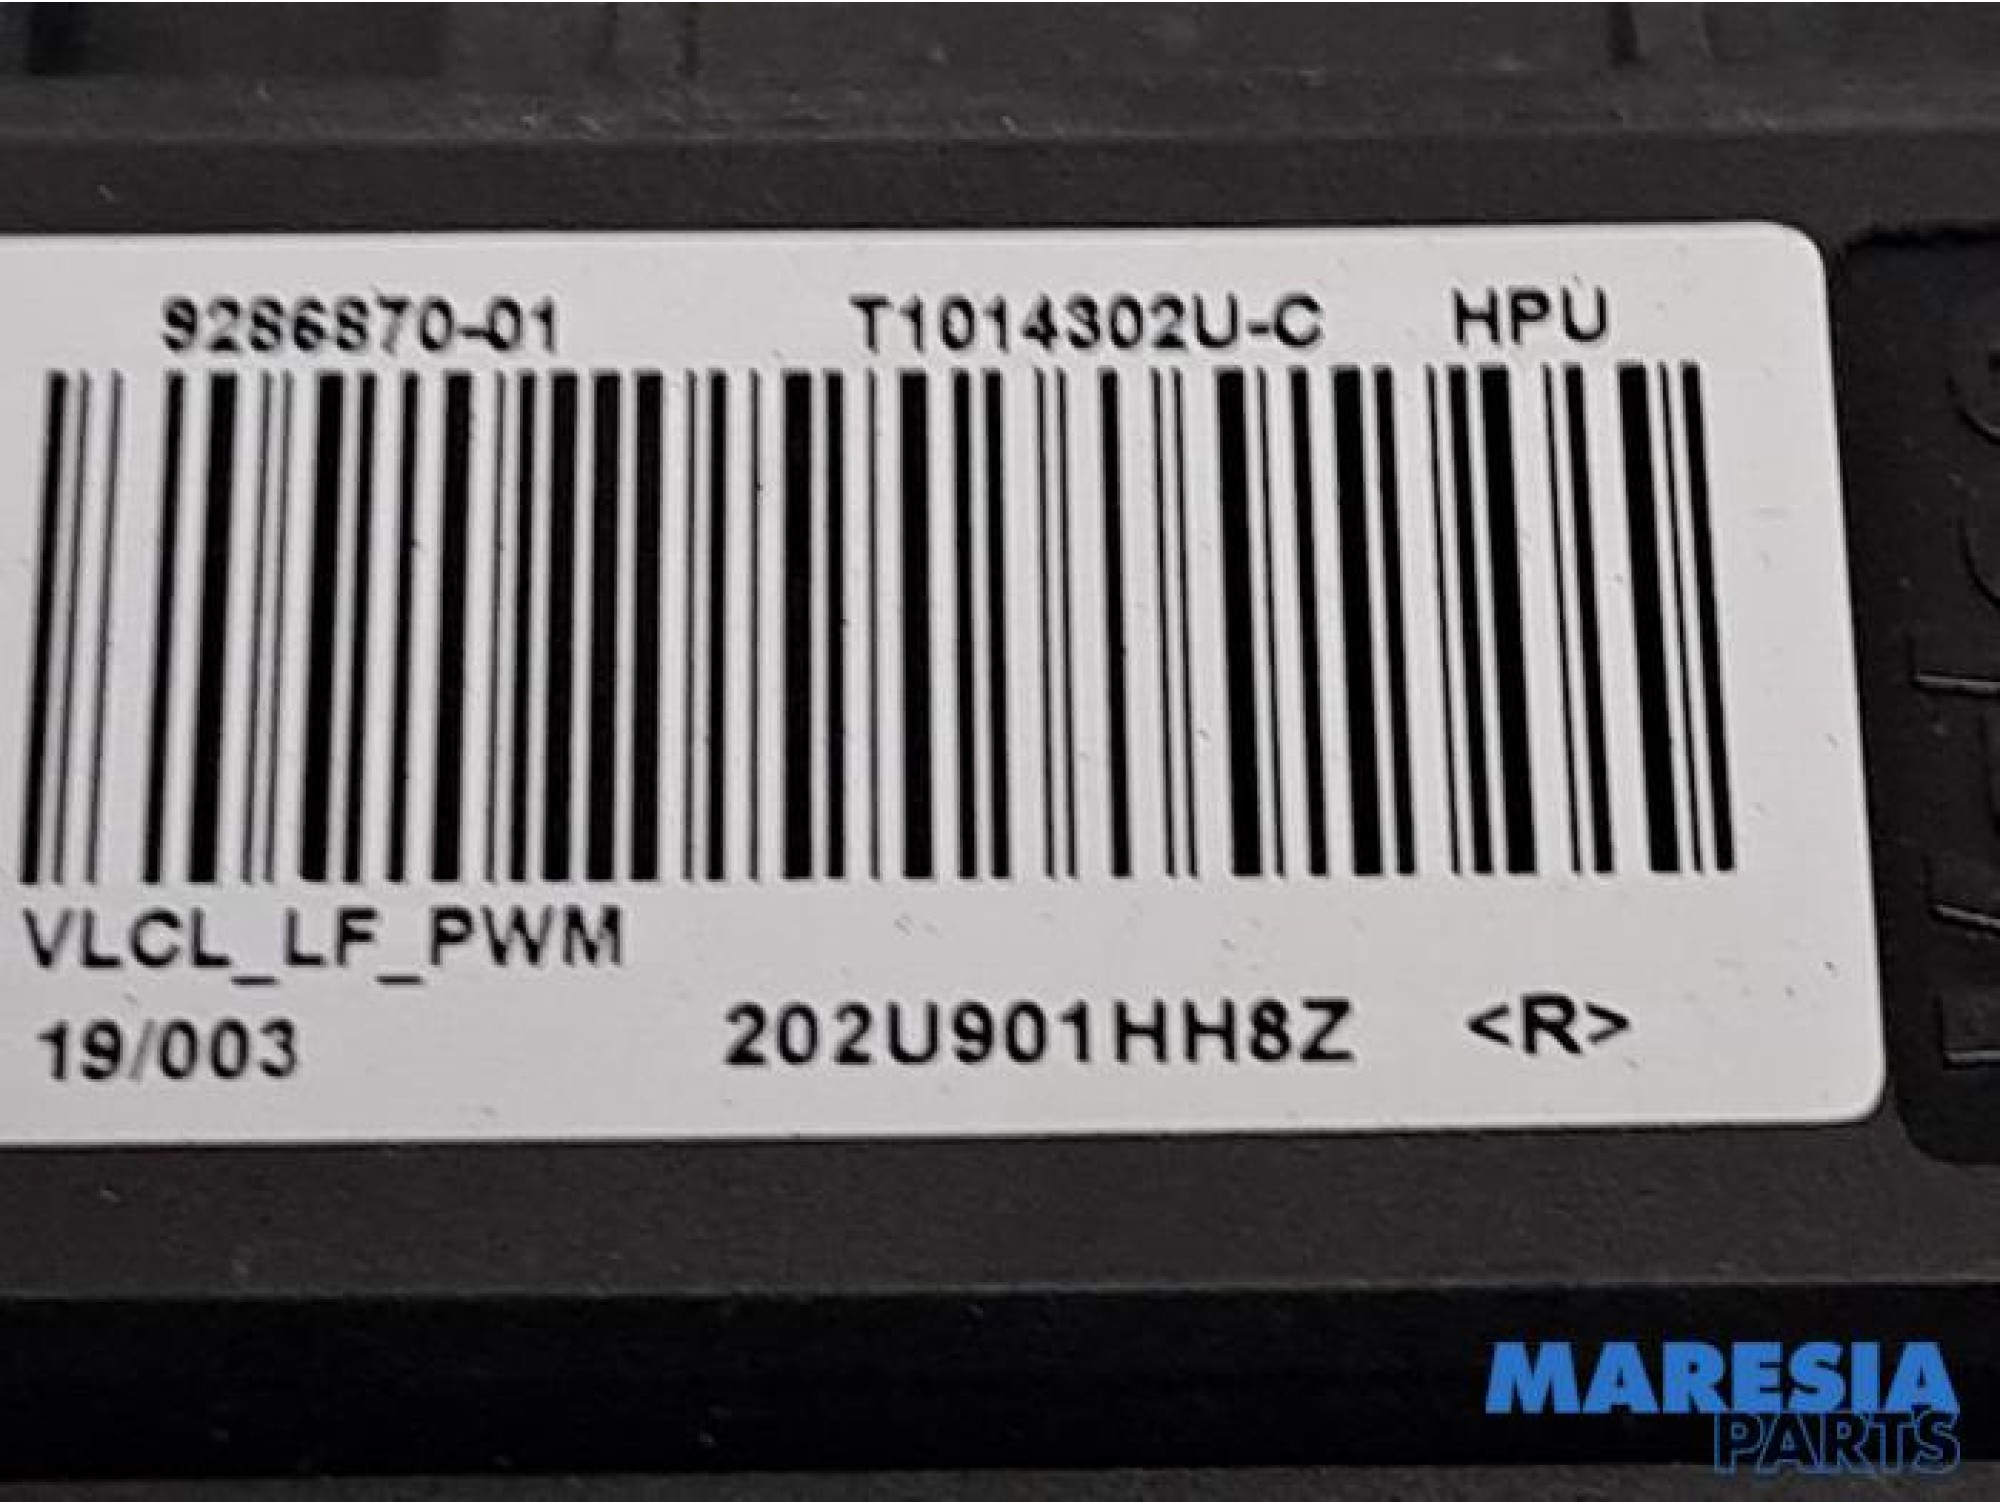 9286870-01 T1014302U-C HPU
VLCL_LF_PWM
19/003 202U901HH8Z <R>
MARESIA
PARTS